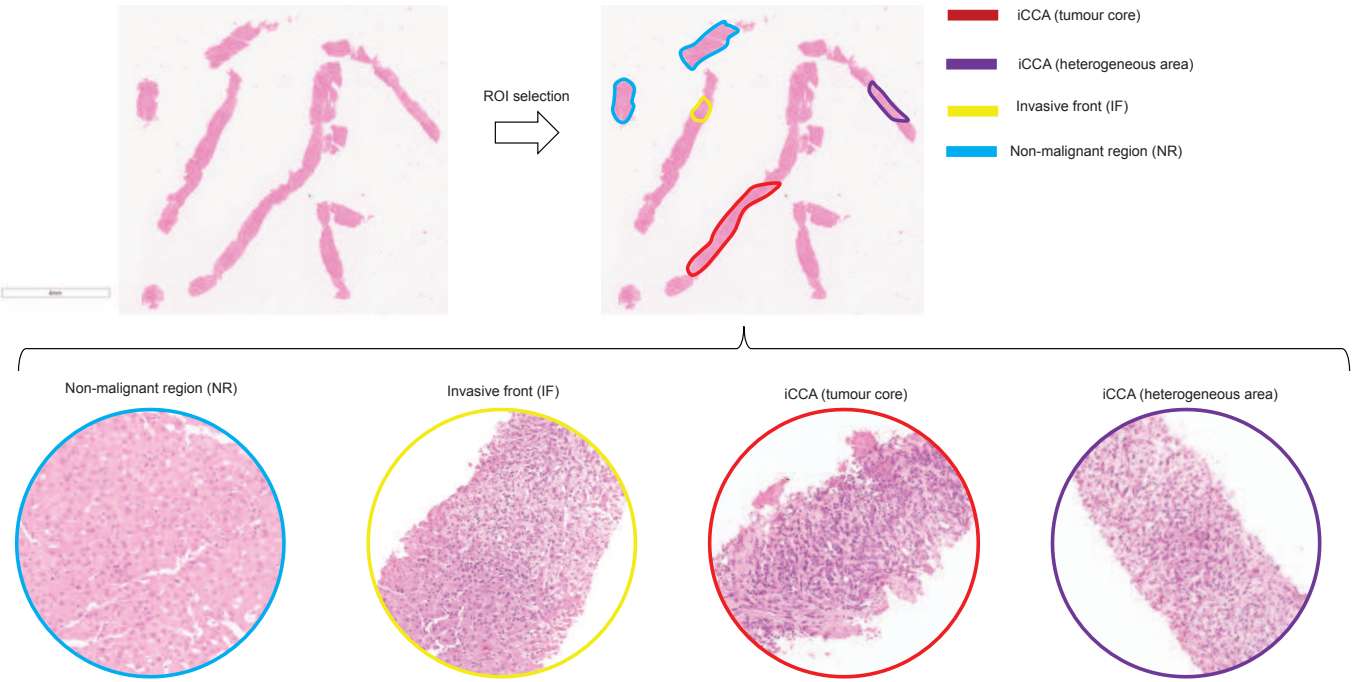 ROI selection
iCCA (tumour core)
iCCA (heterogeneous area)
Invasive front (IF)
Non-malignant region (NR)
4mm
Non-malignant region (NR)
Invasive front (IF)
iCCA (tumour core)
iCCA (heterogeneous area)